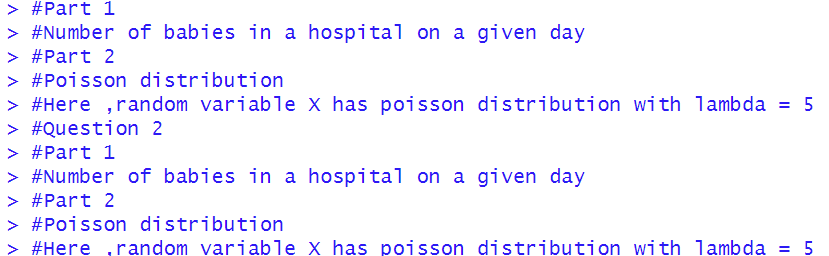 > #Part 1
> #Number of babies in a hospital on a given day
> #Part 2
> #Poisson distribution
> #Here ,random variable X has poisson distribution with lambda = 5
> #Question 2
> #Part 1
> #Number of babies in a hospital on a given day
> #Part 2
> #Poisson distribution
> #Here ,random variable X has poisson distribution with lambda = 5